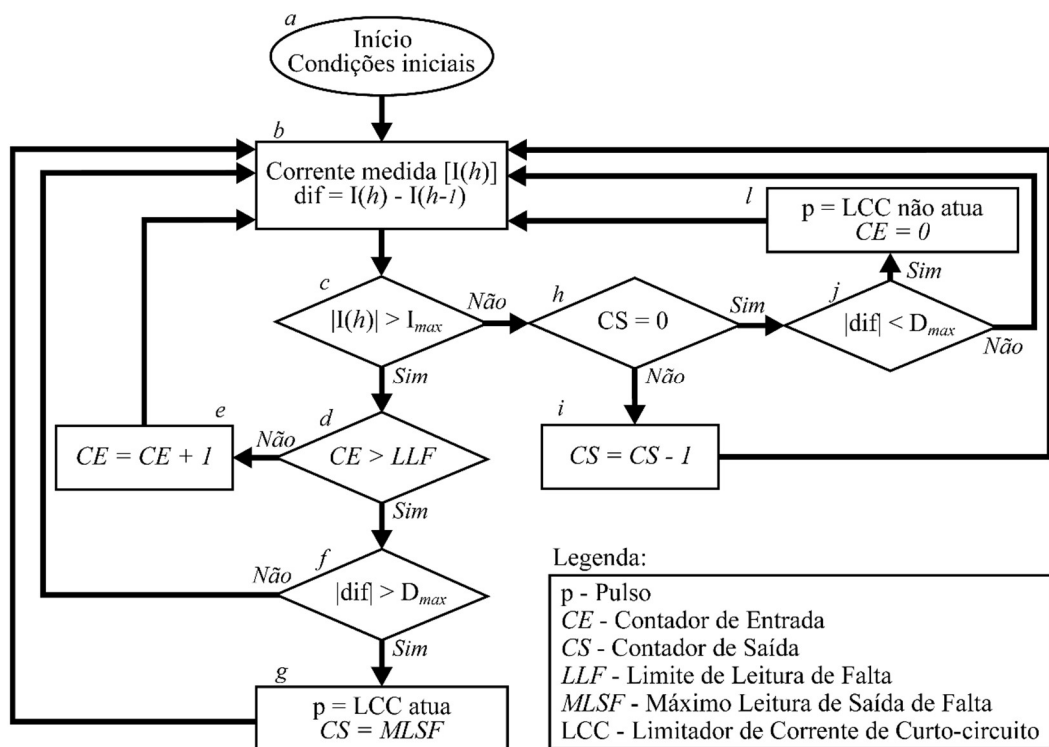 a
Início
Condições iniciais
b
Corrente medida [I(h)]
dif = I(h) - I(h-1)
l
p = LCC não atua
CE = 0
Sim
c
|I(h)| > Imax
Não
h
CS = 0
Sim
j
|dif| < Dmax
Não
Sim
Não
e
CE = CE + 1
Não
d
CE > LLF
i
CS = CS - 1
Sim
f
Não
|dif| > Dmax
Sim
g
p = LCC atua
CS = MLSF
Legenda:
p - Pulso
CE - Contador de Entrada
CS - Contador de Saída
LLF - Limite de Leitura de Falta
MLSF - Máximo Leitura de Saída de Falta
LCC - Limitador de Corrente de Curto-circuito